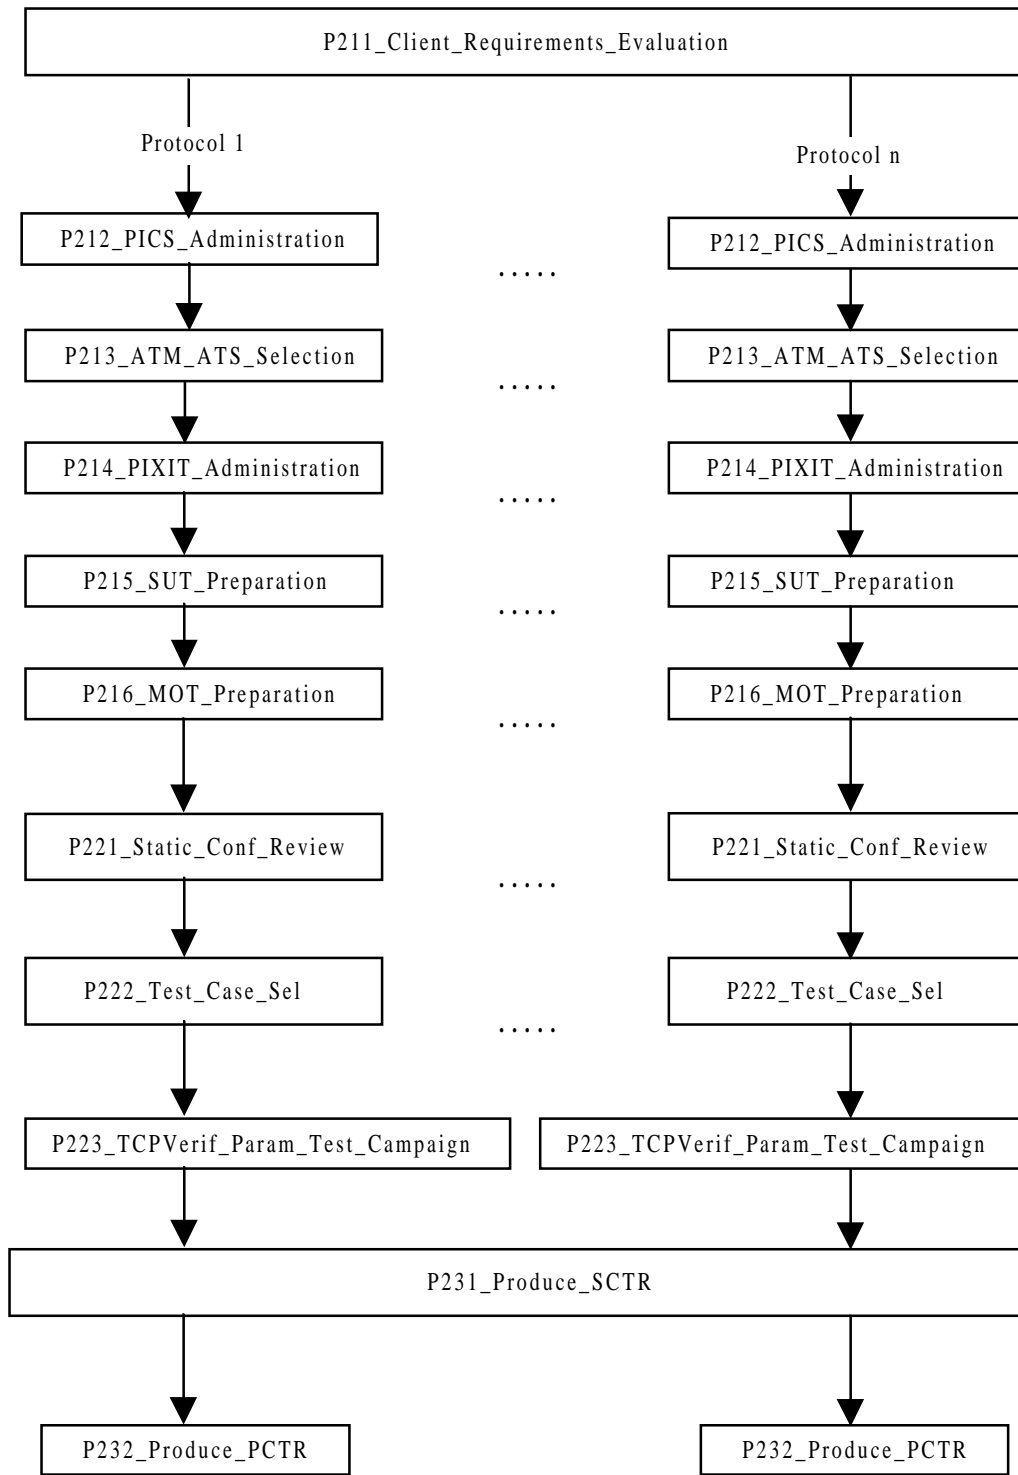 P211_Client_Requirements_Evaluation
Protocol 1
Protocol n
P212_PICS_Administration
P212_PICS_Administration
.....
P213_ATM_ATS_Selection
P213_ATM_ATS_Selection
.....
P214_PIXIT_Administration
P214_PIXIT_Administration
.....
P215_SUT_Preparation
P215_SUT_Preparation
.....
P216_MOT_Preparation
P216_MOT_Preparation
.....
P221_Static_Conf_Review
P221_Static_Conf_Review
.....
P222_Test_Case_Sel
P222_Test_Case_Sel
.....
P223_TCPVerif_Param_Test_Campaign
P223_TCPVerif_Param_Test_Campaign
P231_Produce_SCTR
P232_Produce_PCTR
P232_Produce_PCTR